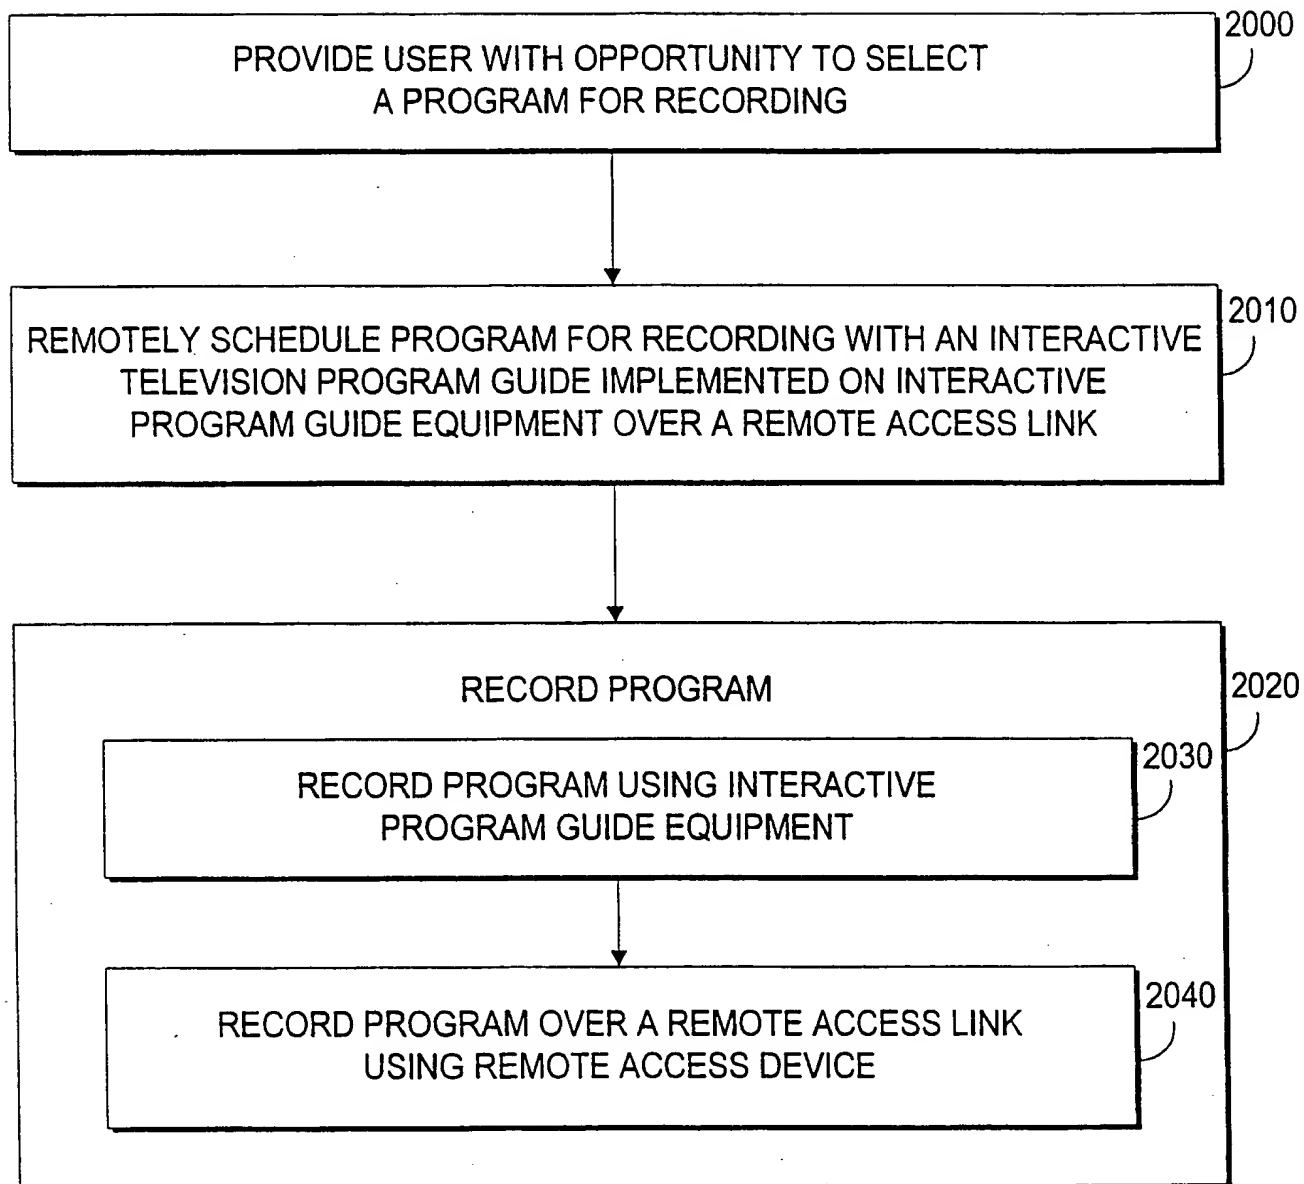 2000
PROVIDE USER WITH OPPORTUNITY TO SELECT
A PROGRAM FOR RECORDING
2010
REMOTELY SCHEDULE PROGRAM FOR RECORDING WITH AN INTERACTIVE
TELEVISION PROGRAM GUIDE IMPLEMENTED ON INTERACTIVE
PROGRAM GUIDE EQUIPMENT OVER A REMOTE ACCESS LINK
RECORD PROGRAM
2020
2030
RECORD PROGRAM USING INTERACTIVE
PROGRAM GUIDE EQUIPMENT
2040
RECORD PROGRAM OVER A REMOTE ACCESS LINK
USING REMOTE ACCESS DEVICE